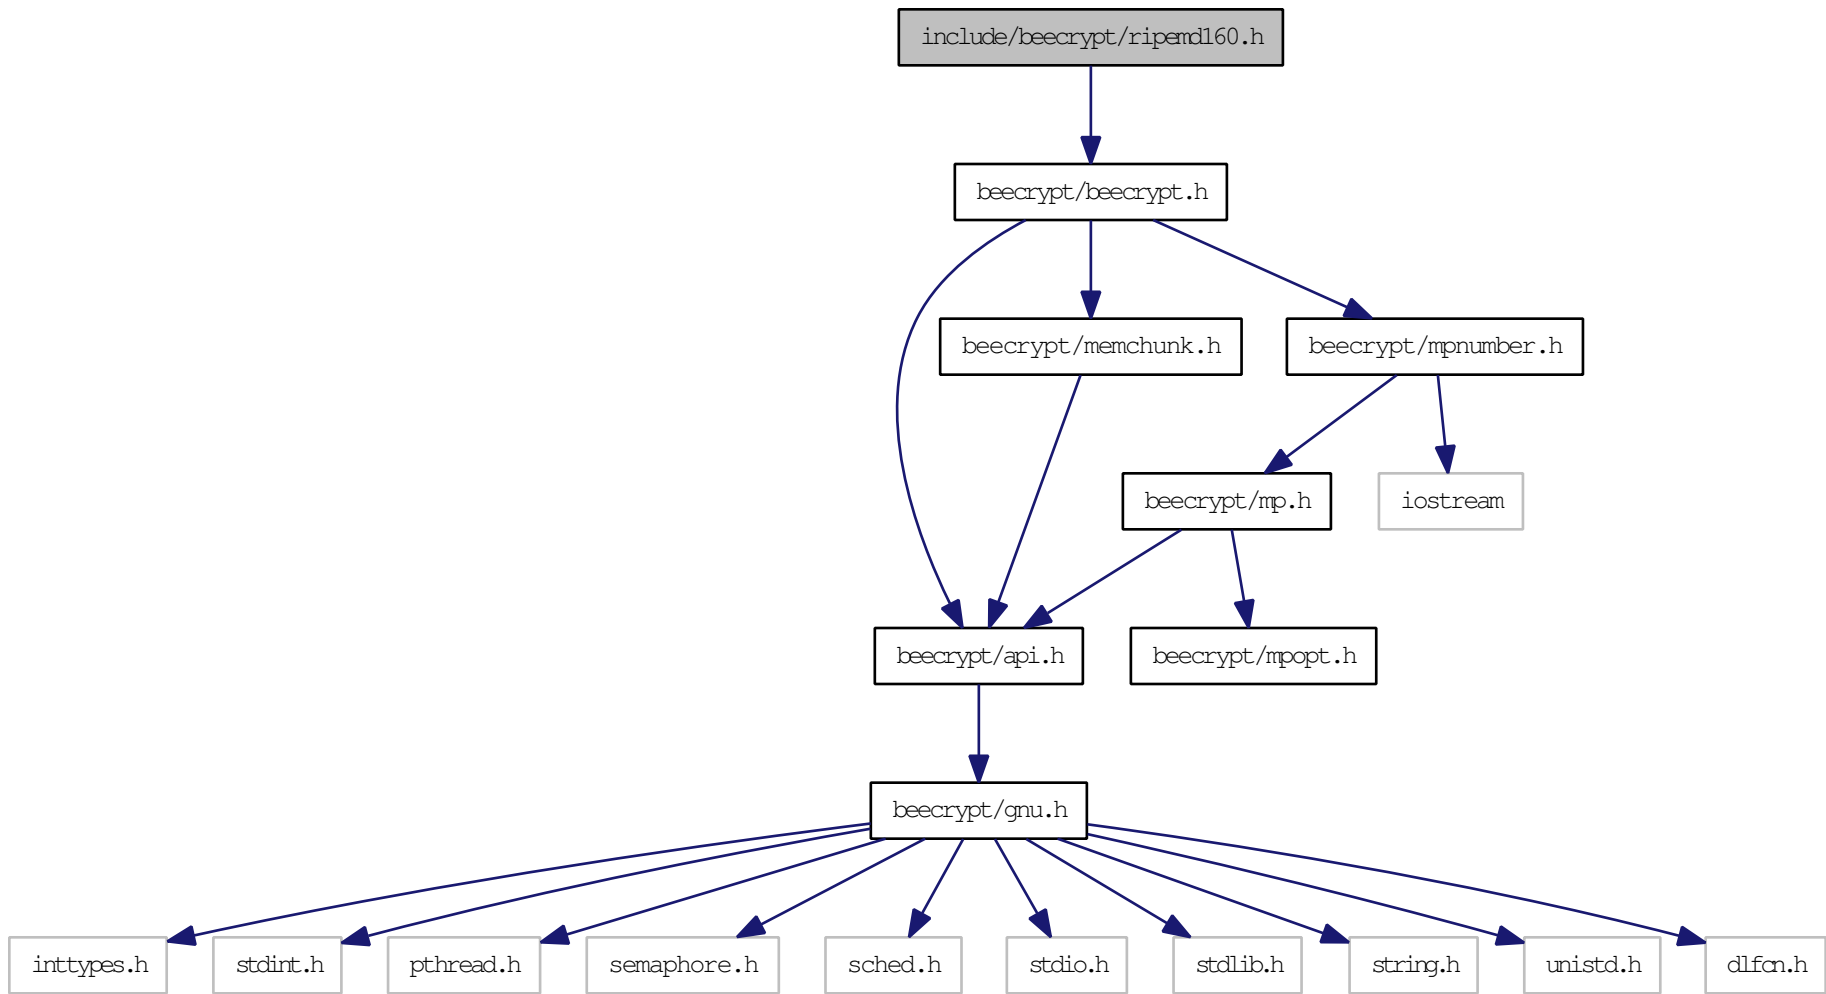 include/beecrypt/ripemd160.h
beecrypt/beecrypt.h
beecrypt/memchunk.h
beecrypt/mpnumber.h
beecrypt/mp.h
iostream
beecrypt/api.h
beecrypt/mpopt.h
beecrypt/gnu.h
inttypes.h
stdint.h
pthread.h
semaphore.h
sched.h
stdio.h
stdlib.h
string.h
unistd.h
dlfcn.h